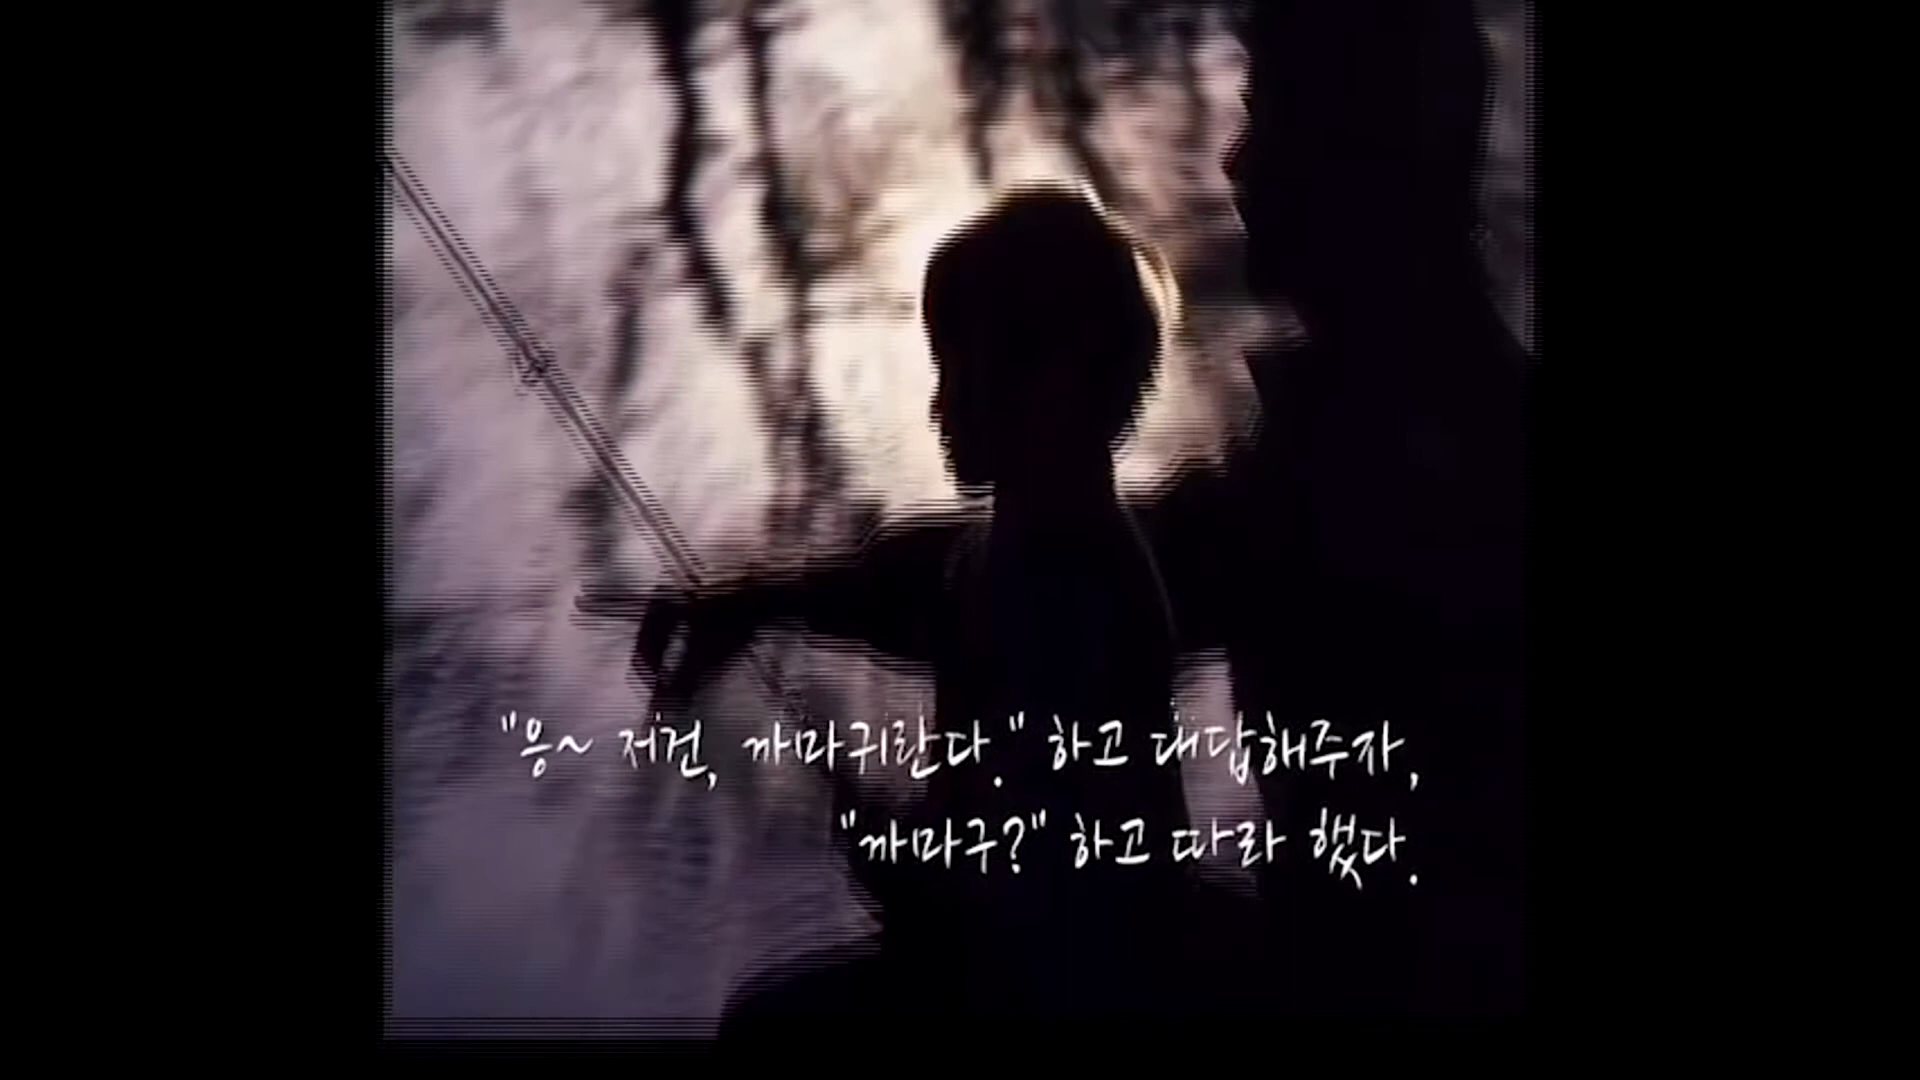 "응~ 저건, 까마귀란다." 하고 대답해주자,
"까마구?" 하고 따라 했다.